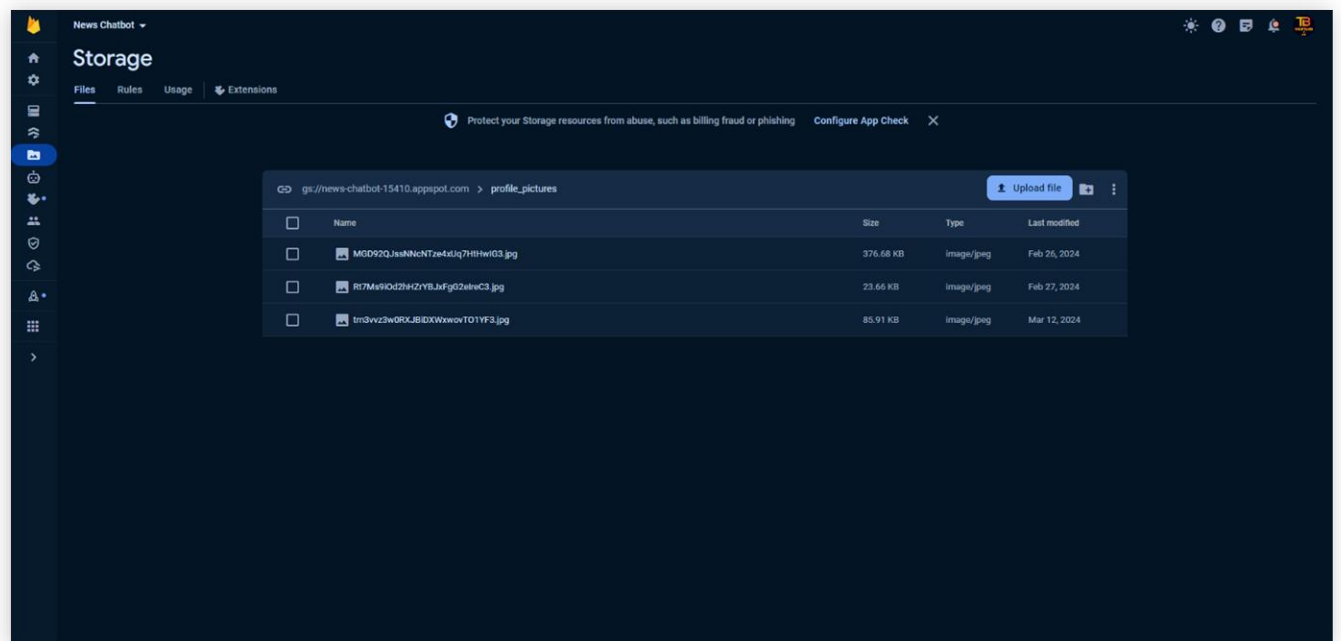 News Chatbot
Storage
Files Rules Usage Extensions
Protect your Storage resources from abuse, such as billing fraud or phishing Configure App Check
gs://news-chatbot-15410.appspot.com > profile_pictures Upload file
Name Size Type Last modified
MGD92QJssNNcNTze4xUq7HtHwIG3.jpg 376.68 KB image/jpeg Feb 26, 2024
Rt7Ms9iOd2hHZrYBJxFgG2eIreC3.jpg 23.66 KB image/jpeg Feb 27, 2024
tm3vvz3w0RXJBiDXWxwovTO1YF3.jpg 85.91 KB image/jpeg Mar 12, 2024
TB